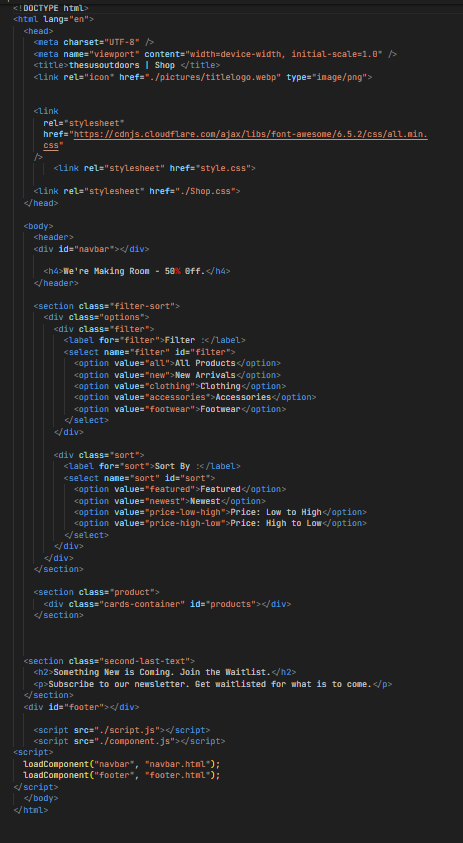 <!DOCTYPE html>
<html lang="en">
<head>
<meta charset="UTF-8" />
<meta name="viewport" content="width=device-width, initial-scale=1.0" />
<title>thesusoutdoors | Shop </title>
<link rel="icon" href="./pictures/titlelogo.webp" type="image/png">
<link
rel="stylesheet"
href="https://cdnjs.cloudflare.com/ajax/libs/font-awesome/6.5.2/css/all.min.
css"
/>
<link rel="stylesheet" href="style.css">
<link rel="stylesheet" href="./Shop.css">
</head>
<body>
<header>
<div id="navbar"></div>
<h4>We're Making Room - 50% Off.</h4>
</header>
<section class="filter-sort">
<div class="options">
<div class="filter">
<label for="filter">Filter :</label>
<select name="filter" id="filter">
<option value="all">All Products</option>
<option value="new">New Arrivals</option>
<option value="clothing">Clothing</option>
<option value="accessories">Accessories</option>
<option value="footwear">Footwear</option>
</select>
</div>
<div class="sort">
<label for="sort">Sort By :</label>
<select name="sort" id="sort">
<option value="featured">Featured</option>
<option value="newest">Newest</option>
<option value="price-low-high">Price: Low to High</option>
<option value="price-high-low">Price: High to Low</option>
</select>
</div>
</div>
</section>
<section class="product">
<div class="cards-container" id="products"></div>
</section>
<section class="second-last-text">
<h2>Something New is Coming. Join the Waitlist.</h2>
<p>Subscribe to our newsletter. Get waitlisted for what is to come.</p>
</section>
<div id="footer"></div>
<script src="./script.js"></script>
<script src="./component.js"></script>
<script>
loadComponent("navbar", "navbar.html");
loadComponent("footer", "footer.html");
</script>
</body>
</html>